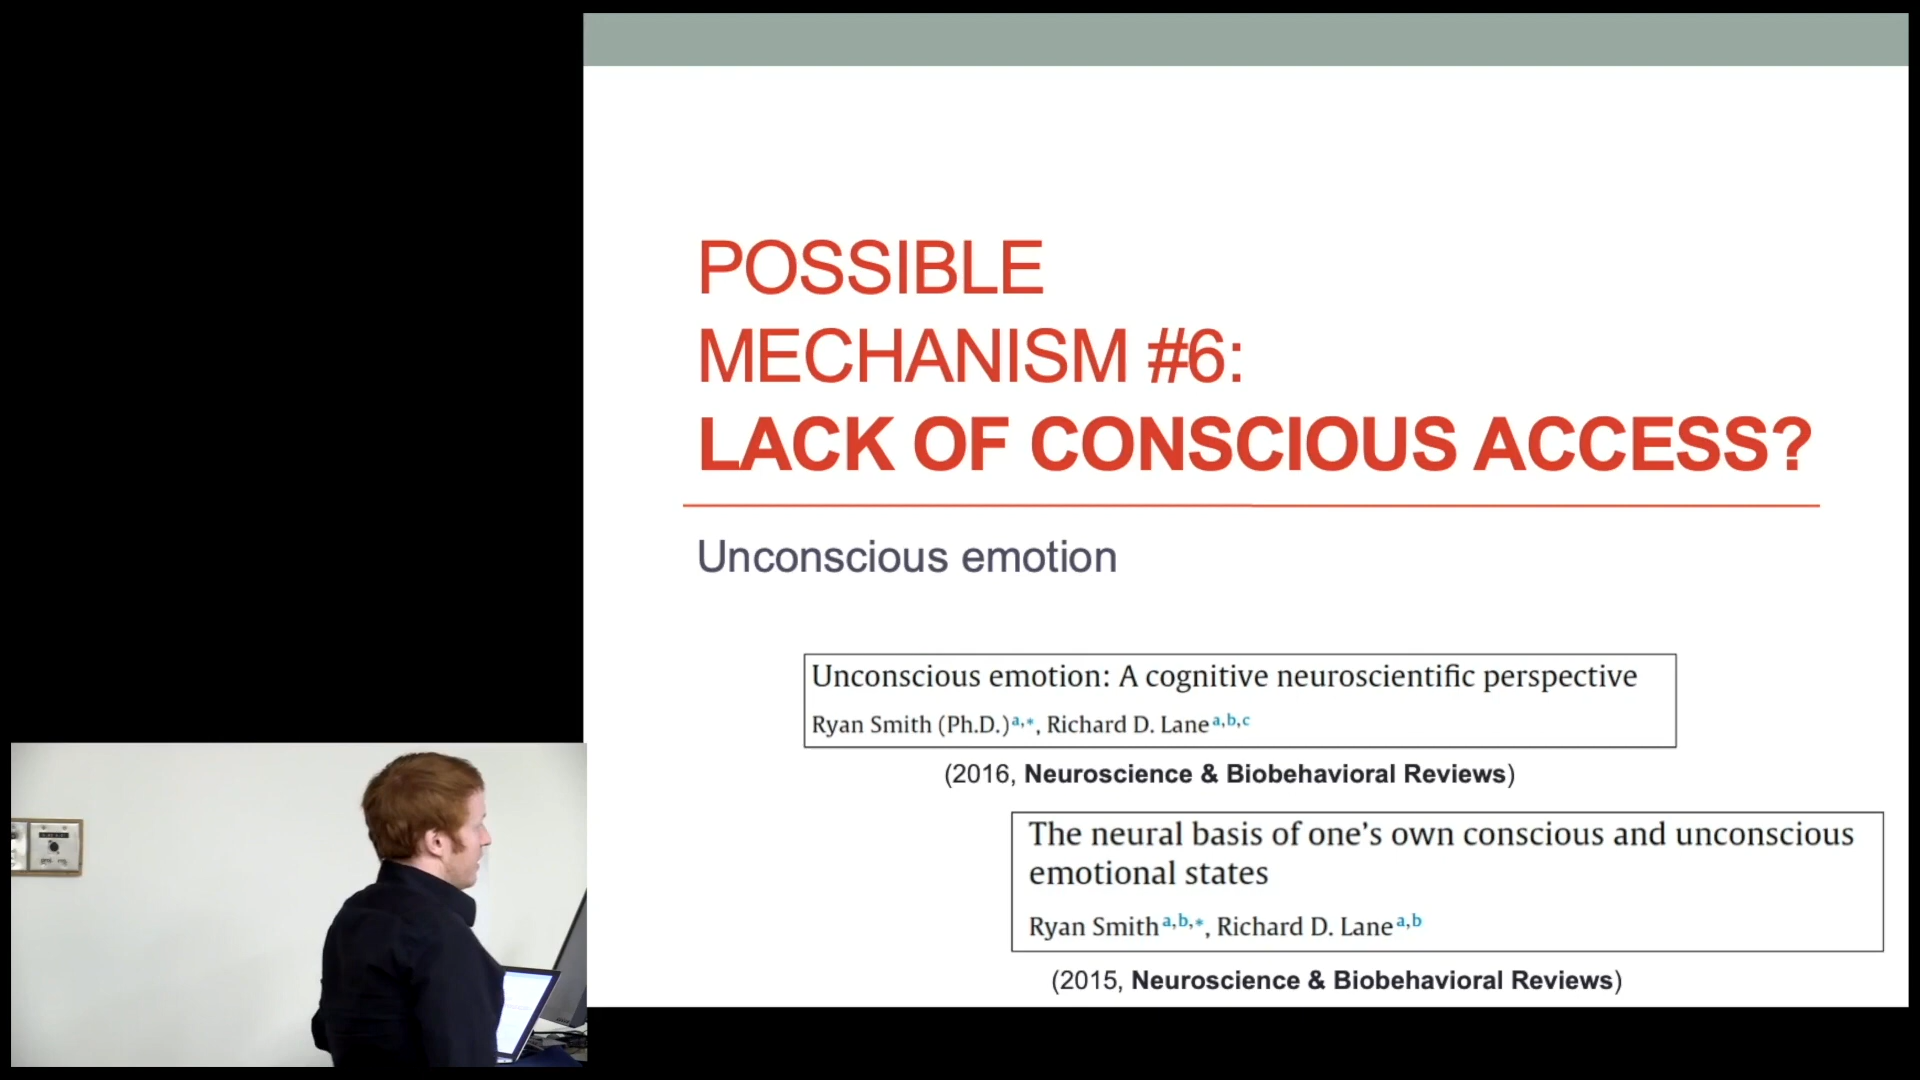 POSSIBLE
MECHANISM #6:
LACK OF CONSCIOUS ACCESS?
Unconscious emotion
Unconscious emotion: A cognitive neuroscientific perspective
Ryan Smith (Ph.D.)a,*, Richard D. Lanea,b,c
(2016, Neuroscience & Biobehavioral Reviews)
The neural basis of one's own conscious and unconscious
emotional states
Ryan Smitha,b,*, Richard D. Lanea,b
(2015, Neuroscience & Biobehavioral Reviews)